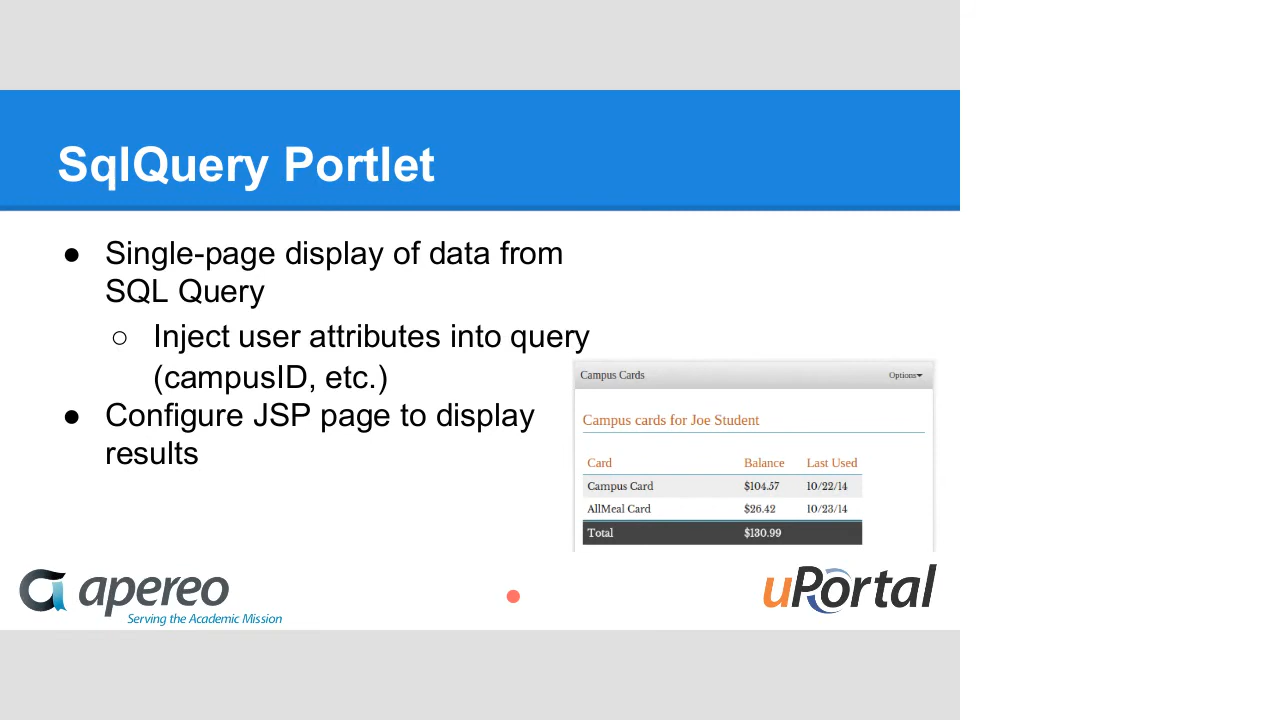 SqlQuery Portlet
● Single-page display of data from
SQL Query
○ Inject user attributes into query
(campusID, etc.)
● Configure JSP page to display
results
Campus Cards Options
Campus cards for Joe Student
Card Balance Last Used
Campus Card $104.57 10/22/14
AllMeal Card $26.42 10/23/14
Total $130.99
apereo
Serving the Academic Mission
uPortal